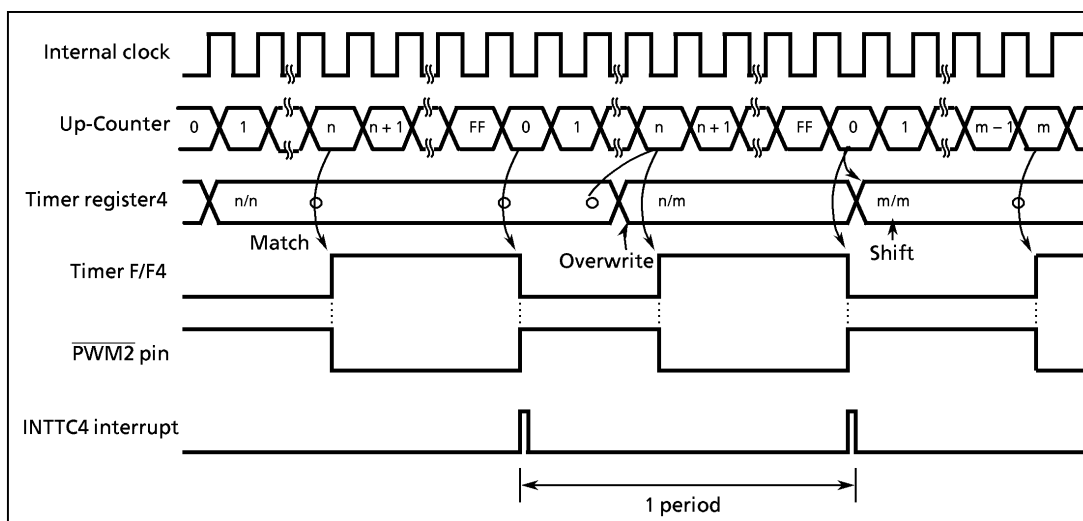 Internal clock
Up-Counter 0 1 n n + 1 FF 0 1 n n + 1 FF 0 1 m − 1 m
Timer register4 n/n n/m m/m
Match Overwrite Shift
Timer F/F4
PWM2 pin
INTTC4 interrupt
1 period